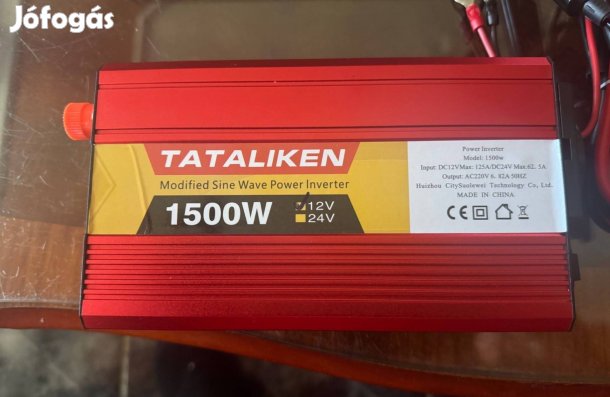 Jófogás
TATALIKEN
Modified Sine Wave Power Inverter
1500W
12V
24V
Power Inverter
Model: 1500w
Input: DC12VMax: 125A/DC24V Max:62. 5A
Output: AC220V 6. 82A 50HZ
Huizhou CitySuolewei Technology Co., Ltd.
MADE IN CHINA.
CE